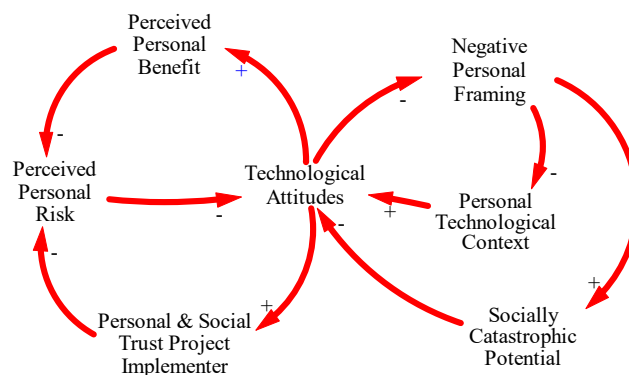 Perceived
Personal
Benefit
+
-
Negative
Personal
Framing
-
Perceived
Personal
Risk
-
Technological
Attitudes
-
+
Personal
Technological
Context
-
-
+
Personal & Social
Trust Project
Implementer
+
Socially
Catastrophic
Potential